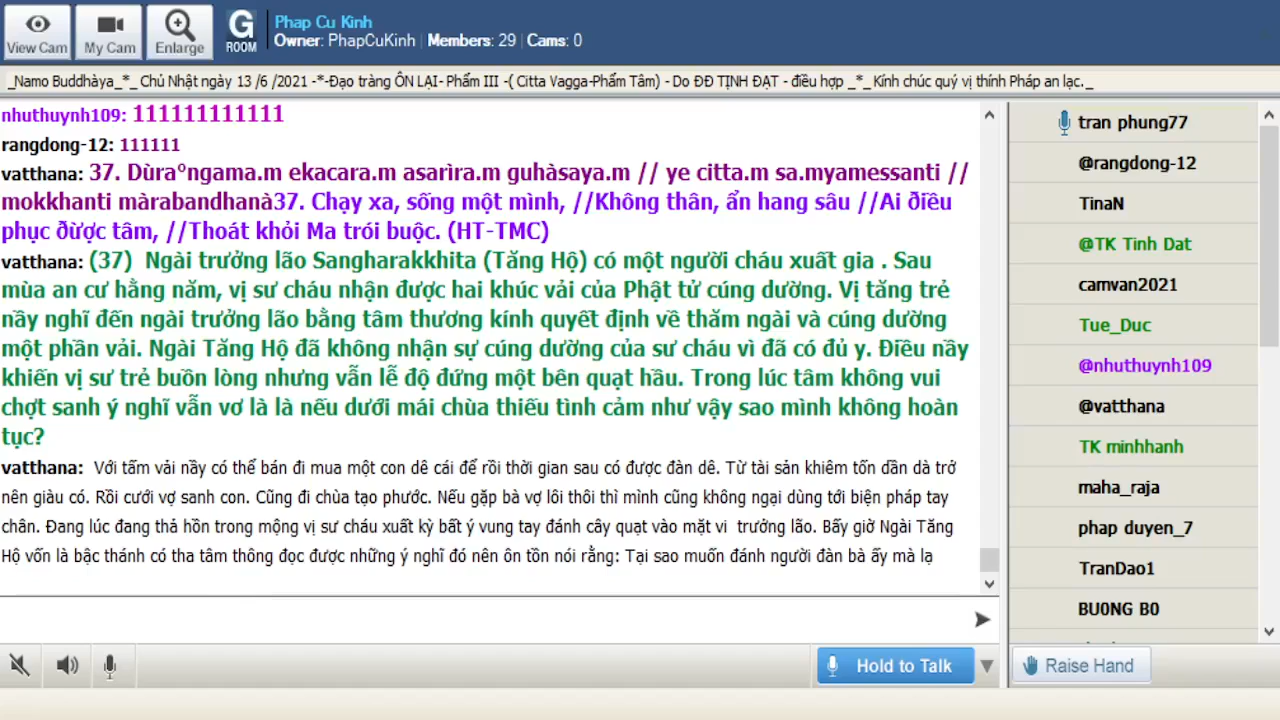 View Cam
My Cam
Enlarge
G
ROOM
Phap Cu Kinh
Owner: PhapCuKinh | Members: 29 | Cams: 0
_Namo Buddhàya_*_ Chủ Nhật ngày 13 /6 /2021 -*-Đạo tràng ÔN LẠI- Phẩm III -( Citta Vagga-Phẩm Tâm) - Do ĐĐ TỊNH ĐẠT - điều hợp _*_Kính chúc quý vị thính Pháp an lạc._
nhuthuynh109: 111111111111
rangdong-12: 111111
vatthana: 37. Dùra°ngama.m ekacara.m asarìra.m guhàsaya.m // ye citta.m sa.myamessanti //
mokkhanti màrabandhanà37. Chạy xa, sống một mình, //Không thân, ẩn hang sâu //Ai ðiều
phục ðược tâm, //Thoát khỏi Ma trói buộc. (HT-TMC)
vatthana: (37) Ngài trưởng lão Sangharakkhita (Tăng Hộ) có một người cháu xuất gia . Sau
mùa an cư hằng năm, vị sư cháu nhận được hai khúc vải của Phật tử cúng dường. Vị tăng trẻ
nầy nghĩ đến ngài trưởng lão bằng tâm thương kính quyết định về thăm ngài và cúng dường
một phần vải. Ngài Tăng Hộ đã không nhận sự cúng dường của sư cháu vì đã có đủ y. Điều nầy
khiến vị sư trẻ buồn lòng nhưng vẫn lễ độ đứng một bên quạt hầu. Trong lúc tâm không vui
chợt sanh ý nghĩ vẫn vơ là là nếu dưới mái chùa thiếu tình cảm như vậy sao mình không hoàn
tục?
vatthana: Với tấm vải nầy có thể bán đi mua một con dê cái để rồi thời gian sau có được đàn dê. Từ tài sản khiêm tốn dần dà trở
nên giàu có. Rồi cưới vợ sanh con. Cũng đi chùa tạo phước. Nếu gặp bà vợ lôi thôi thì mình cũng không ngại dùng tới biện pháp tay
chân. Đang lúc đang thả hồn trong mộng vị sư cháu xuất kỳ bất ý vung tay đánh cây quạt vào mặt vi trưởng lão. Bấy giờ Ngài Tăng
Hộ vốn là bậc thánh có tha tâm thông đọc được những ý nghĩ đó nên ôn tồn nói rằng: Tại sao muốn đánh người đàn bà ấy mà lạ
tran phung77
@rangdong-12
TinaN
@TK Tinh Dat
camvan2021
Tue_Duc
@nhuthuynh109
@vatthana
TK minhhanh
maha_raja
phap duyen_7
TranDao1
BU0NG B0
Hold to Talk
Raise Hand